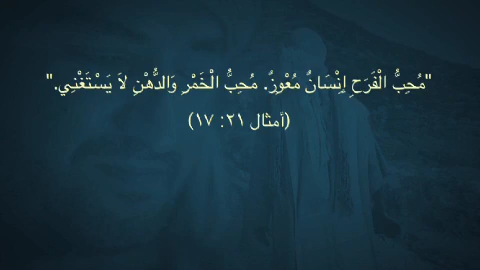 "مُحِبُّ الْفَرَحِ إِنْسَانٌ مُعْوِزٌ. مُحِبُّ الْخَمْرِ وَالدُّهْنِ لاَ يَسْتَغْنِي."
(أمثال ٢١: ١٧)